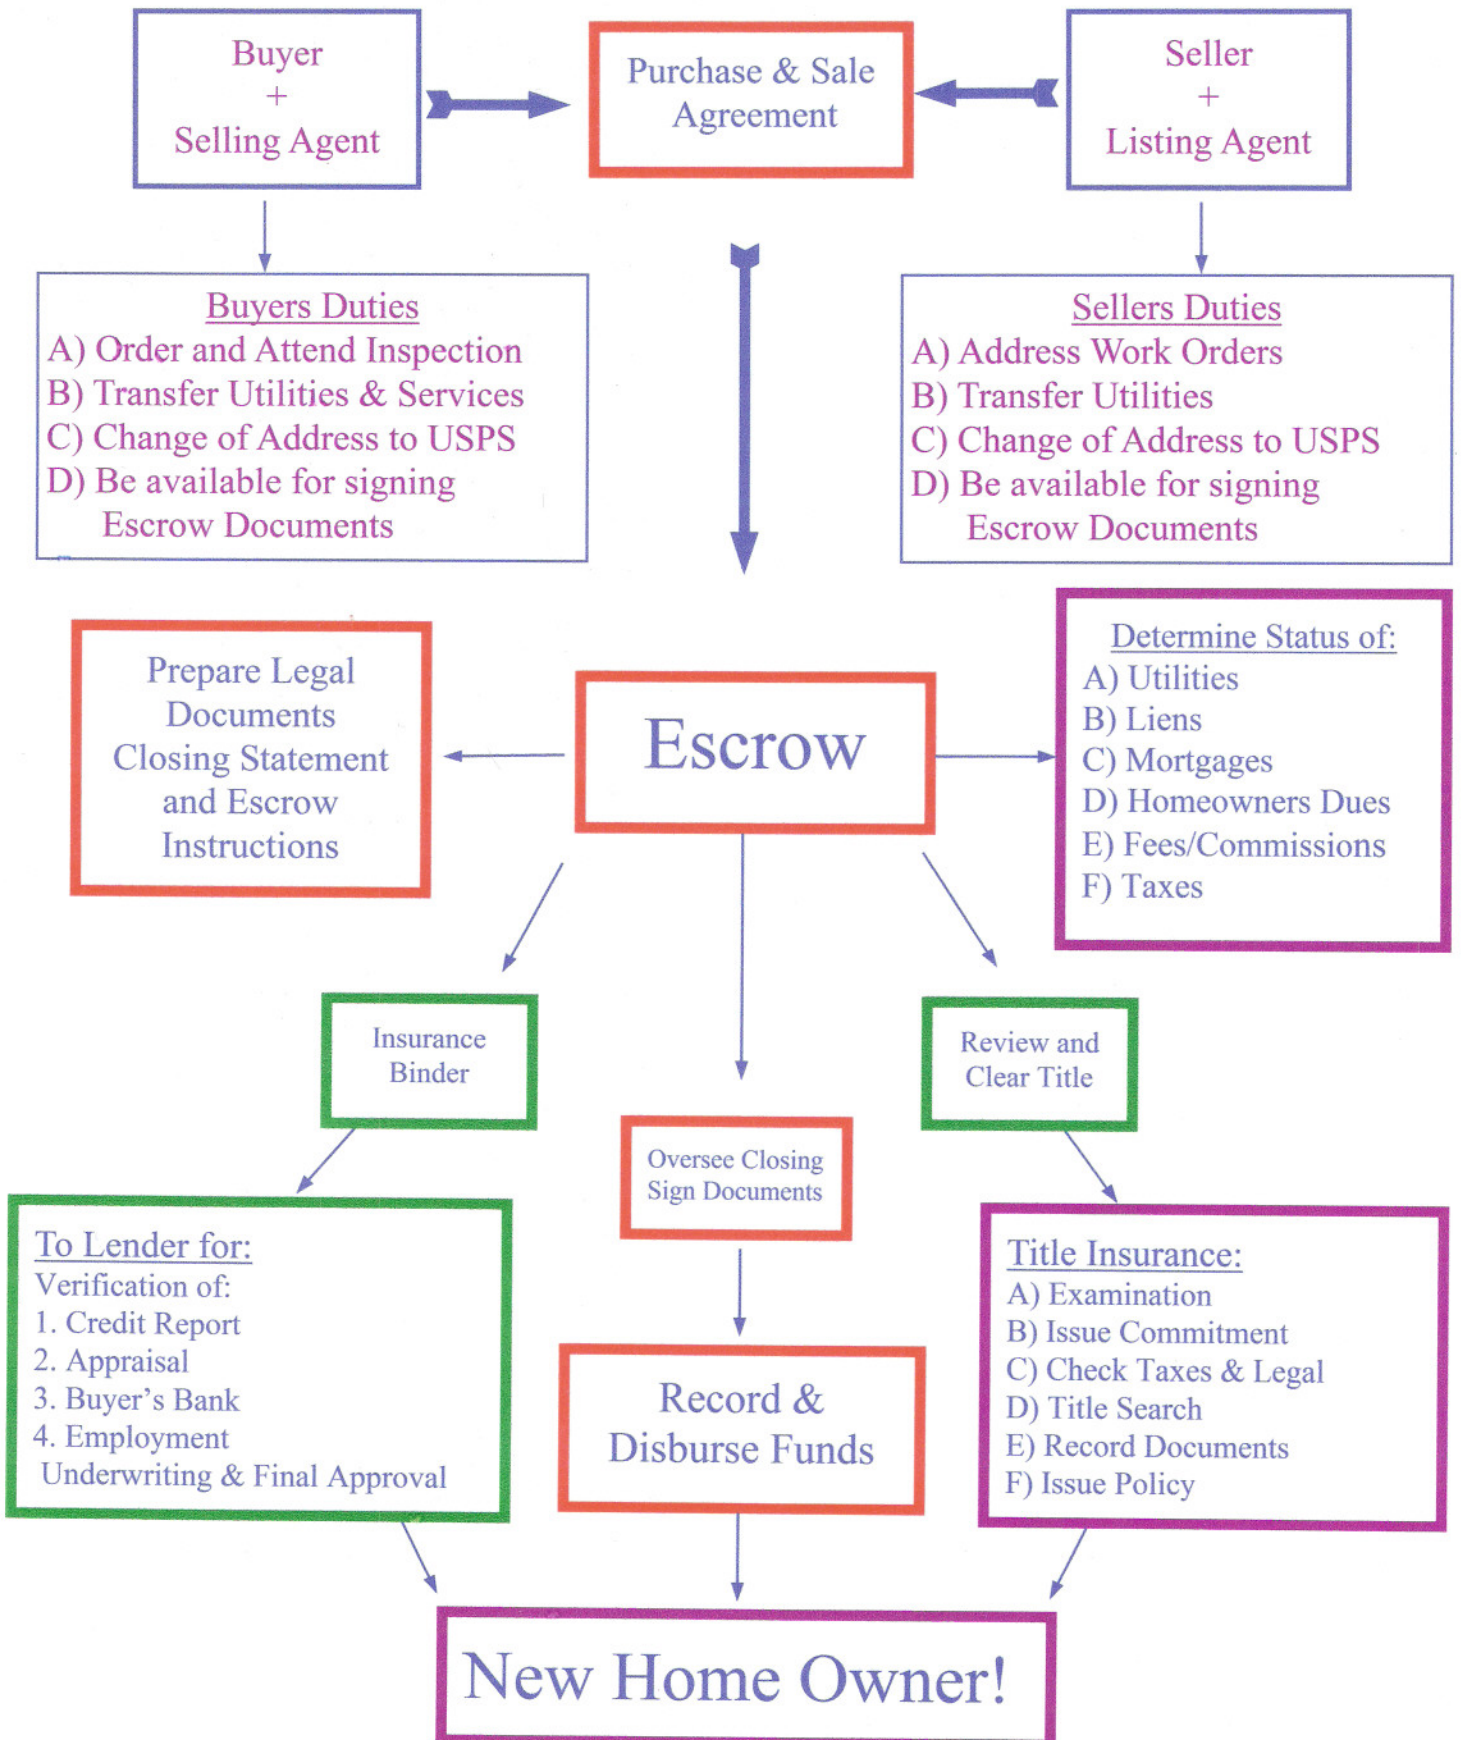 Buyer
+
Selling Agent
Purchase & Sale
Agreement
Seller
+
Listing Agent
Buyers Duties
A) Order and Attend Inspection
B) Transfer Utilities & Services
C) Change of Address to USPS
D) Be available for signing
Escrow Documents
Sellers Duties
A) Address Work Orders
B) Transfer Utilities
C) Change of Address to USPS
D) Be available for signing
Escrow Documents
Prepare Legal
Documents
Closing Statement
and Escrow
Instructions
Escrow
Determine Status of:
A) Utilities
B) Liens
C) Mortgages
D) Homeowners Dues
E) Fees/Commissions
F) Taxes
Insurance
Binder
Review and
Clear Title
Oversee Closing
Sign Documents
To Lender for:
Verification of:
1. Credit Report
2. Appraisal
3. Buyer’s Bank
4. Employment
Underwriting & Final Approval
Record &
Disburse Funds
Title Insurance:
A) Examination
B) Issue Commitment
C) Check Taxes & Legal
D) Title Search
E) Record Documents
F) Issue Policy
New Home Owner!